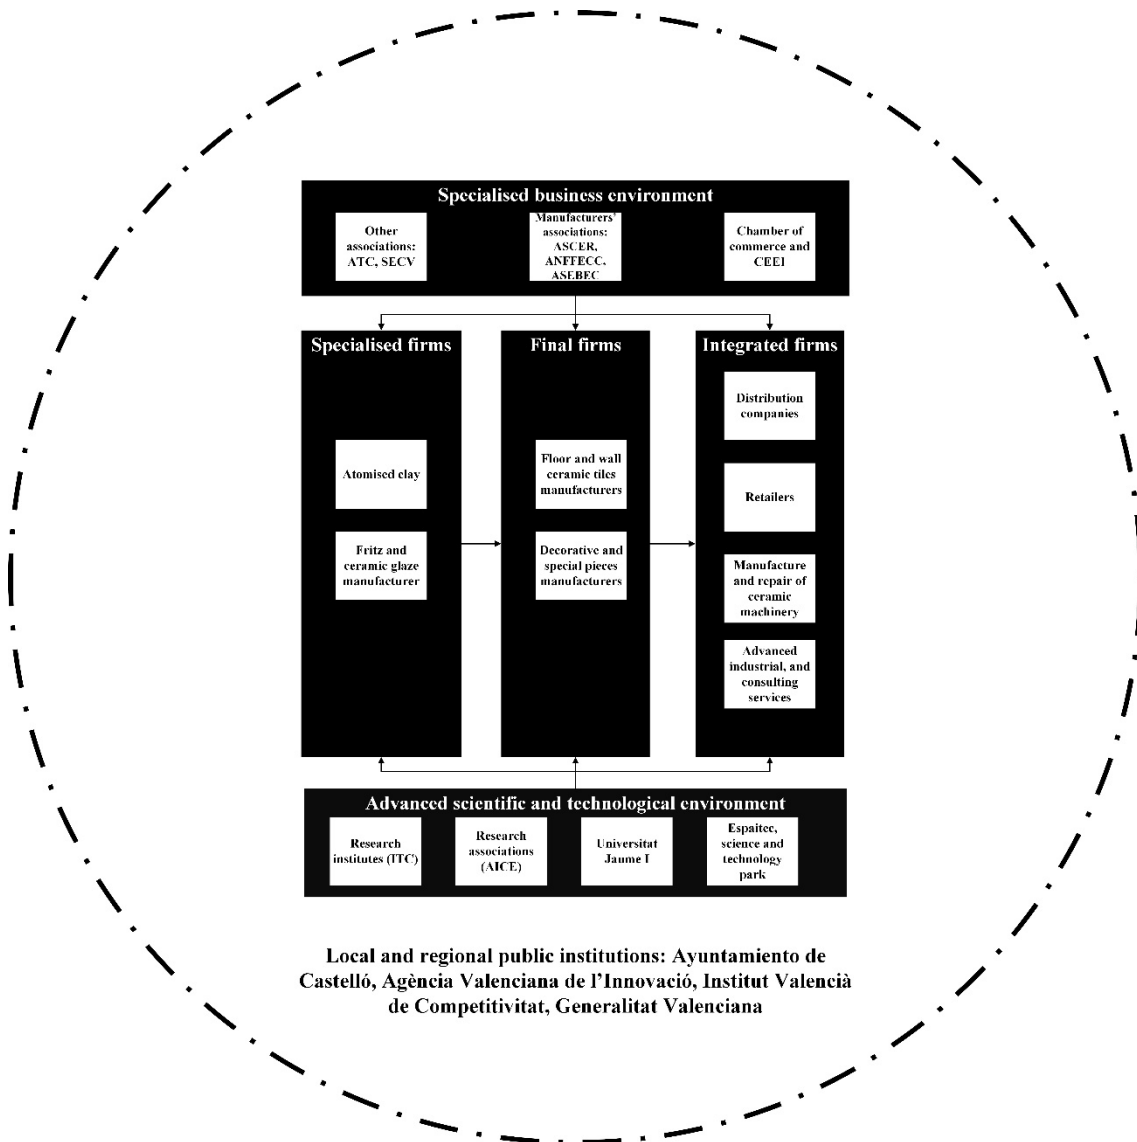 Specialised business environment
Other
associations:
ATC, SECV
Manufacturers'
associations:
ASCER,
ANFFECC,
ASEBEC
Chamber of
commerce and
CEEI
Specialised firms
Atomised clay
Fritz and
ceramic glaze
manufacturer
Final firms
Floor and wall
ceramic tiles
manufacturers
Decorative and
special pieces
manufacturers
Integrated firms
Distribution
companies
Retailers
Manufacture
and repair of
ceramic
machinery
Advanced
industrial, and
consulting
services
Advanced scientific and technological environment
Research
institutes (ITC)
Research
associations
(AICE)
Universitat
Jaume I
Espaitec,
science and
technology
park
Local and regional public institutions: Ayuntamiento de
Castelló, Agència Valenciana de l’Innovació, Institut Valencià
de Competitivitat, Generalitat Valenciana